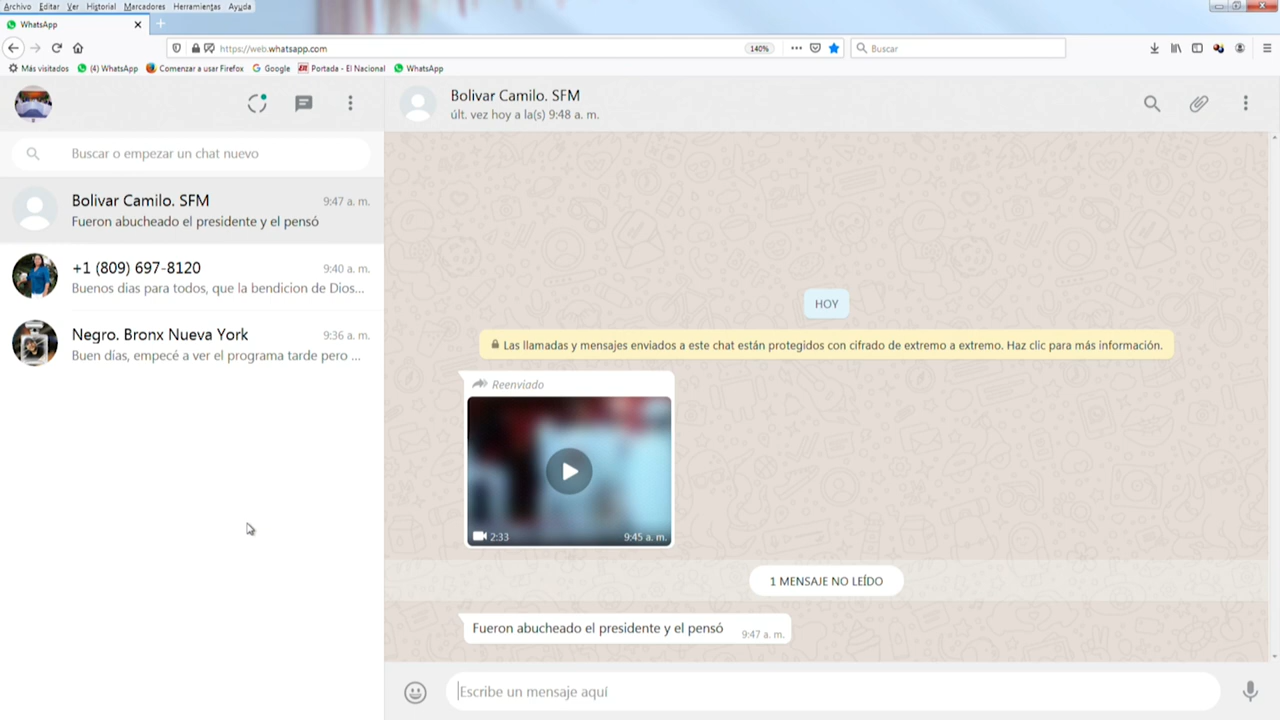 Archivo Editar Ver Historial Marcadores Herramientas Ayuda
WhatsApp
https://web.whatsapp.com
140%
Buscar
Más visitados (4) WhatsApp Comenzar a usar Firefox Google Portada - El Nacional WhatsApp
Bolivar Camilo. SFM
últ. vez hoy a la(s) 9:48 a. m.
Buscar o empezar un chat nuevo
Bolivar Camilo. SFM 9:47 a. m.
Fueron abucheado el presidente y el pensó
+1 (809) 697-8120 9:40 a. m.
Buenos dias para todos, que la bendicion de Dios...
Negro. Bronx Nueva York 9:36 a. m.
Buen días, empecé a ver el programa tarde pero ...
HOY
Las llamadas y mensajes enviados a este chat están protegidos con cifrado de extremo a extremo. Haz clic para más información.
Reenviado
2:33 9:45 a. m.
1 MENSAJE NO LEÍDO
Fueron abucheado el presidente y el pensó 9:47 a. m.
Escribe un mensaje aquí